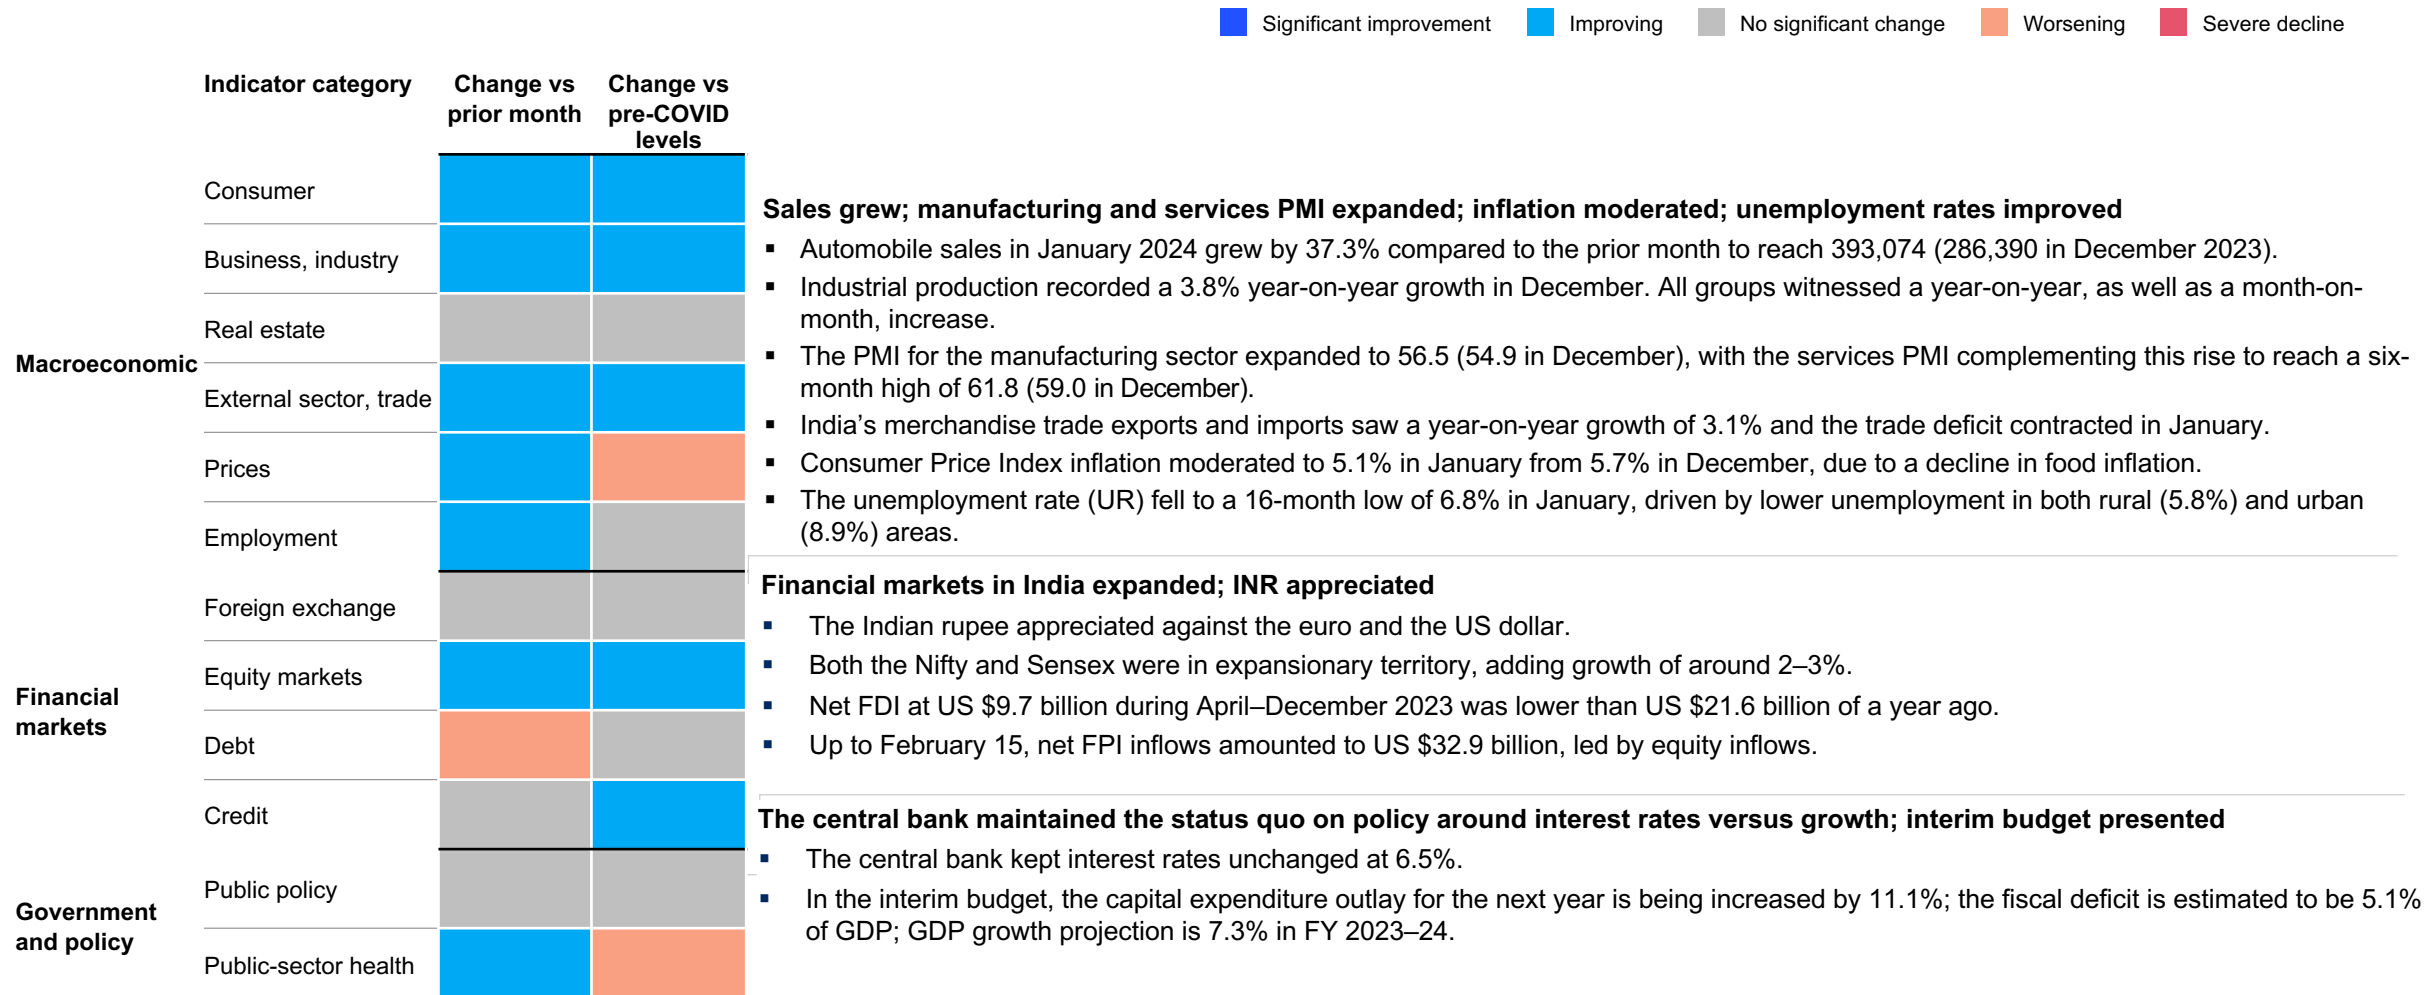 Significant improvement
Improving
No significant change
Worsening
Severe decline
Indicator category
Change vs
prior month
Change vs
pre-COVID
levels
Macroeconomic
Consumer
Business, industry
Real estate
External sector, trade
Prices
Employment
Sales grew; manufacturing and services PMI expanded; inflation moderated; unemployment rates improved
▪ Automobile sales in January 2024 grew by 37.3% compared to the prior month to reach 393,074 (286,390 in December 2023).
▪ Industrial production recorded a 3.8% year-on-year growth in December. All groups witnessed a year-on-year, as well as a month-on-
month, increase.
▪ The PMI for the manufacturing sector expanded to 56.5 (54.9 in December), with the services PMI complementing this rise to reach a six-
month high of 61.8 (59.0 in December).
▪ India’s merchandise trade exports and imports saw a year-on-year growth of 3.1% and the trade deficit contracted in January.
▪ Consumer Price Index inflation moderated to 5.1% in January from 5.7% in December, due to a decline in food inflation.
▪ The unemployment rate (UR) fell to a 16-month low of 6.8% in January, driven by lower unemployment in both rural (5.8%) and urban
(8.9%) areas.
Financial
markets
Foreign exchange
Equity markets
Debt
Credit
Financial markets in India expanded; INR appreciated
▪ The Indian rupee appreciated against the euro and the US dollar.
▪ Both the Nifty and Sensex were in expansionary territory, adding growth of around 2–3%.
▪ Net FDI at US $9.7 billion during April–December 2023 was lower than US $21.6 billion of a year ago.
▪ Up to February 15, net FPI inflows amounted to US $32.9 billion, led by equity inflows.
Government
and policy
Public policy
Public-sector health
The central bank maintained the status quo on policy around interest rates versus growth; interim budget presented
▪ The central bank kept interest rates unchanged at 6.5%.
▪ In the interim budget, the capital expenditure outlay for the next year is being increased by 11.1%; the fiscal deficit is estimated to be 5.1%
of GDP; GDP growth projection is 7.3% in FY 2023–24.